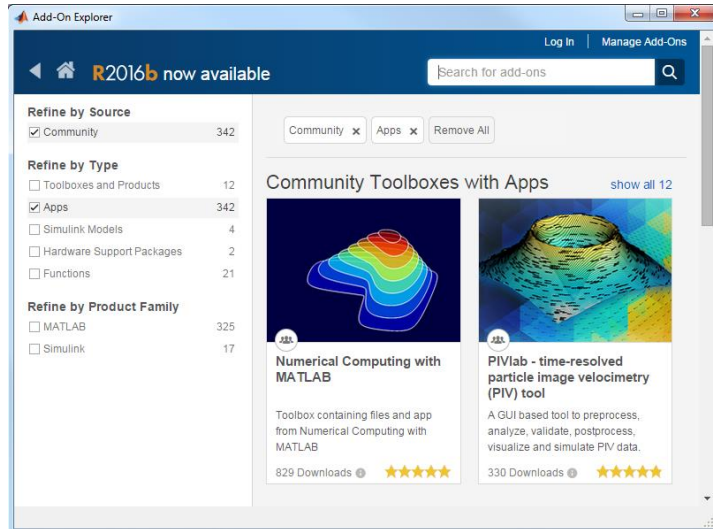 Add-On Explorer
Log In
Manage Add-Ons
R2016b now available
Search for add-ons
Refine by Source
Community 342
Refine by Type
Toolboxes and Products 12
Apps 342
Simulink Models 4
Hardware Support Packages 2
Functions 21
Refine by Product Family
MATLAB 325
Simulink 17
Community Apps Remove All
Community Toolboxes with Apps show all 12
Numerical Computing with
MATLAB
Toolbox containing files and app
from Numerical Computing with
MATLAB
829 Downloads
PIVlab - time-resolved
particle image velocimetry
(PIV) tool
A GUI based tool to preprocess,
analyze, validate, postprocess,
visualize and simulate PIV data.
330 Downloads